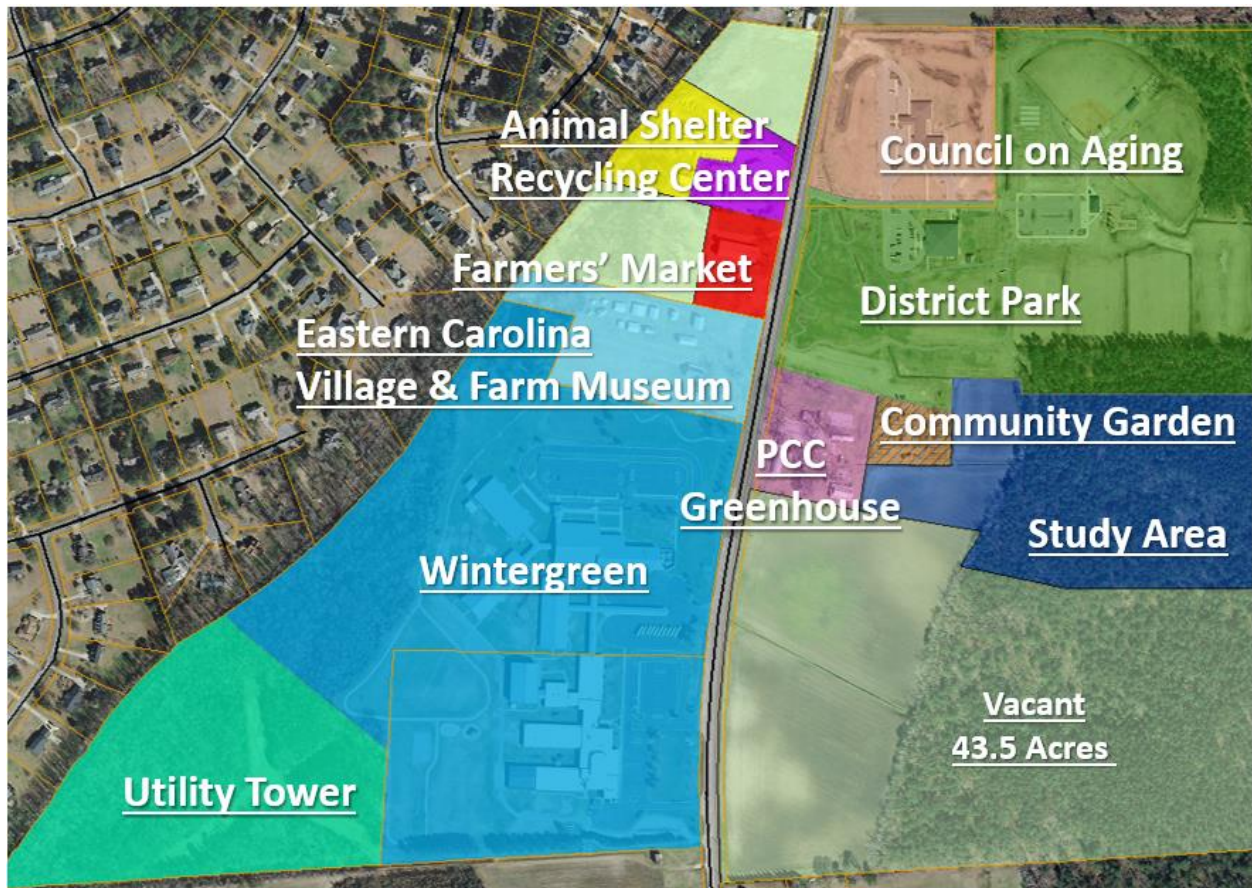 Animal Shelter
Recycling Center
Council on Aging
Farmers’ Market
District Park
Eastern Carolina
Village & Farm Museum
Community Garden
PCC
Greenhouse
Study Area
Wintergreen
Vacant
43.5 Acres
Utility Tower